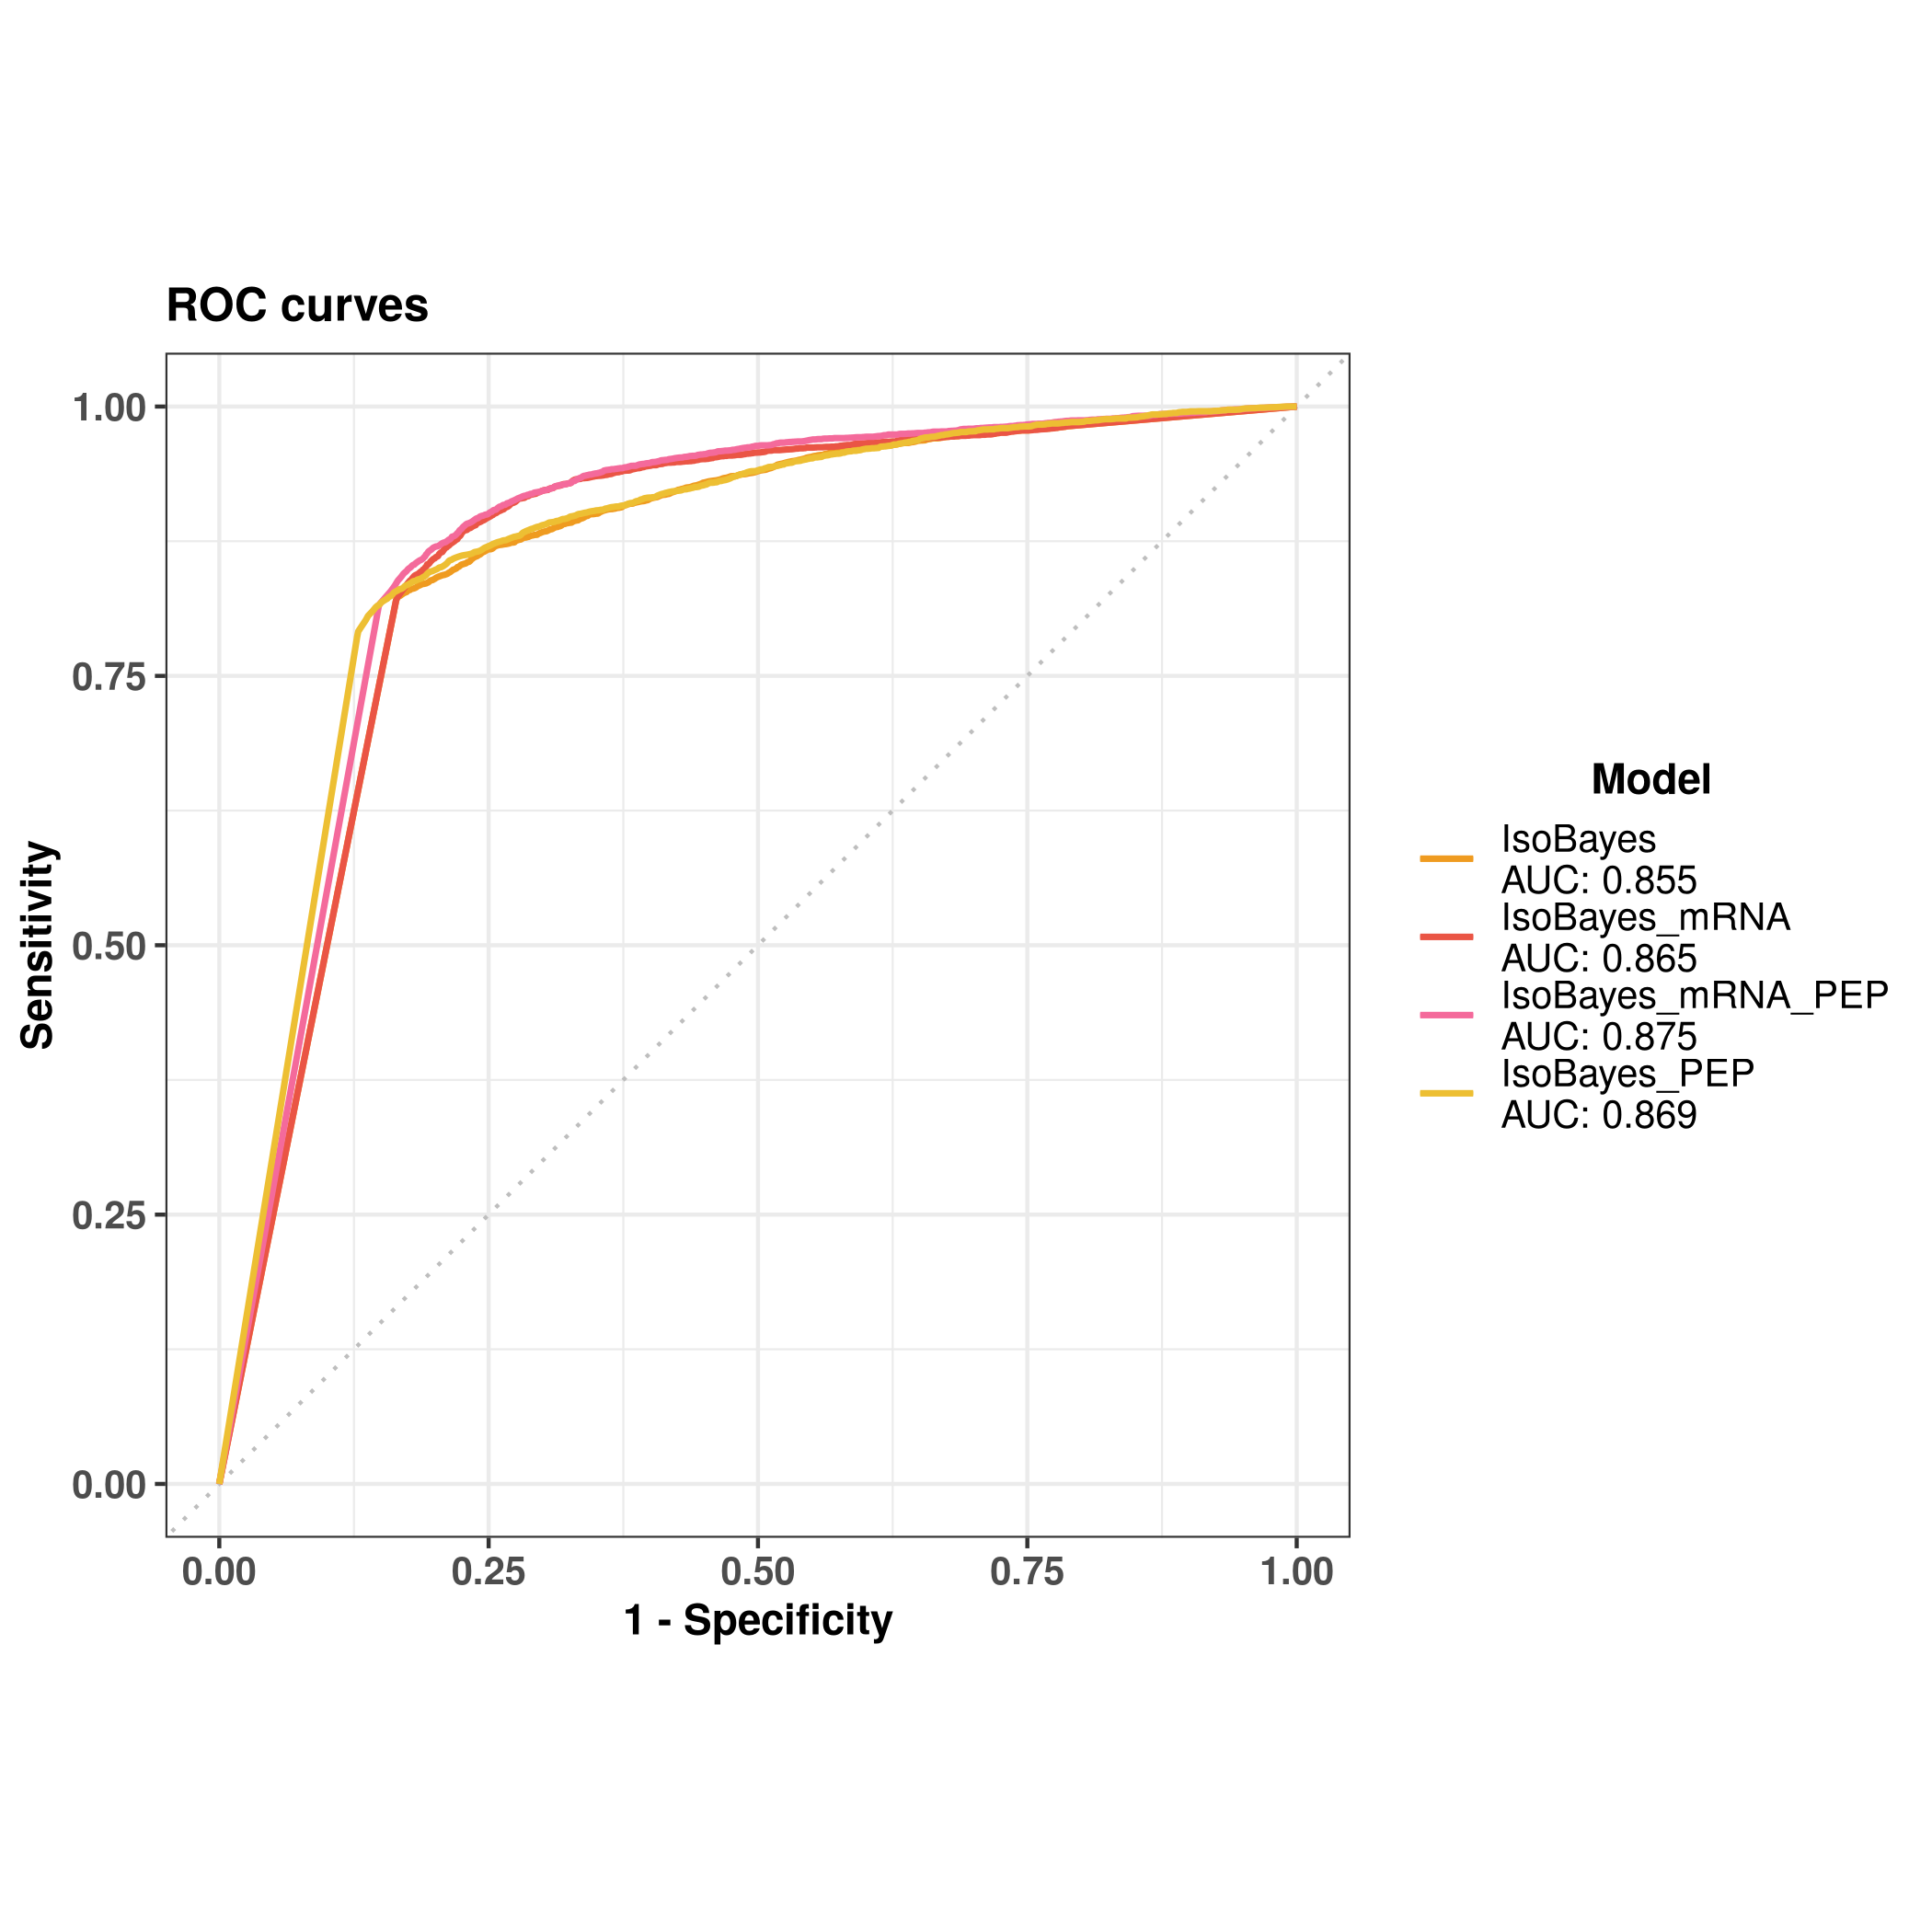 ROC curves
1.00
0.75
0.50
0.25
0.00
Sensitivity
0.00 0.25 0.50 0.75 1.00
1 - Specificity
Model
IsoBayes
AUC: 0.855
IsoBayes_mRNA
AUC: 0.865
IsoBayes_mRNA_PEP
AUC: 0.875
IsoBayes_PEP
AUC: 0.869